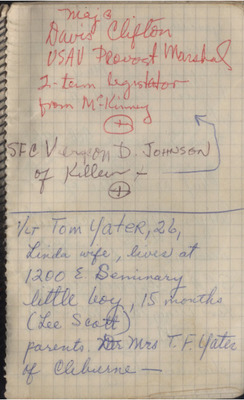 Maj
David Clifton
USAV Provost Marshal
2-term legislator
from McKinney
SFC Vernon D. JOHNSON
of Killeen
1/LT Tom Yater, 26,
Linda wife, lives at
1200 E Seminary
little boy, 15 months
(Lee Scott)
parents Mrs T.F. Yater
of Cleburne —